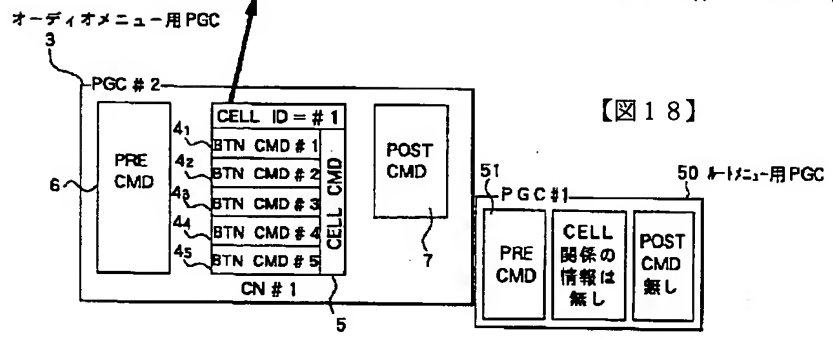 オーディオメニュー用PGC
3
PGC # 2
CELL ID = # 1
4₁ BTN CMD # 1
4₂ BTN CMD # 2
4₃ BTN CMD # 3
4₄ BTN CMD # 4
4₅ BTN CMD # 5
CELL CMD
PRE
CMD
6
POST
CMD
7
CN # 1
5
【図18】
50 ルートメニュー用PGC
PGC #1
51
PRE
CMD
CELL
関係の
情報は
無し
POST
CMD
無し